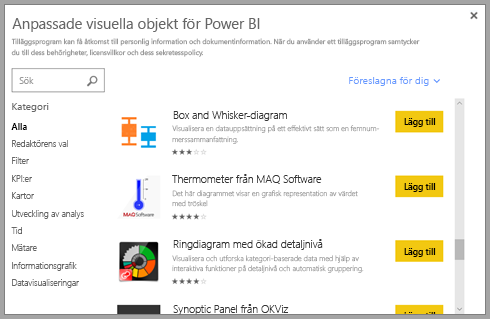 Anpassade visuella objekt för Power BI
Tilläggsprogram kan få åtkomst till personlig information och dokumentinformation. När du använder ett tilläggsprogram samtycker
du till dess behörigheter, licensvillkor och dess sekretesspolicy.
Sök
Föreslagna för dig
Kategori
Alla
Redaktörens val
Filter
KPI:er
Kartor
Utveckling av analys
Tid
Mätare
Informationsgrafik
Datavisualiseringar
Box and Whisker-diagram
Visualisera en datauppsättning på ett effektivt sätt som en femnum-
merssammanfattning.
Lägg till
MAQSoftware
Thermometer från MAQ Software
Det här diagrammet visar en grafisk representation av värdet
med tröskel
Lägg till
Ringdiagram med ökad detaljnivå
Visualisera och utforska kategori-baserade data med hjälp av
interaktiva funktioner på detaljnivå och automatisk gruppering.
Lägg till
Synoptic Panel från OKViz
Lägg till